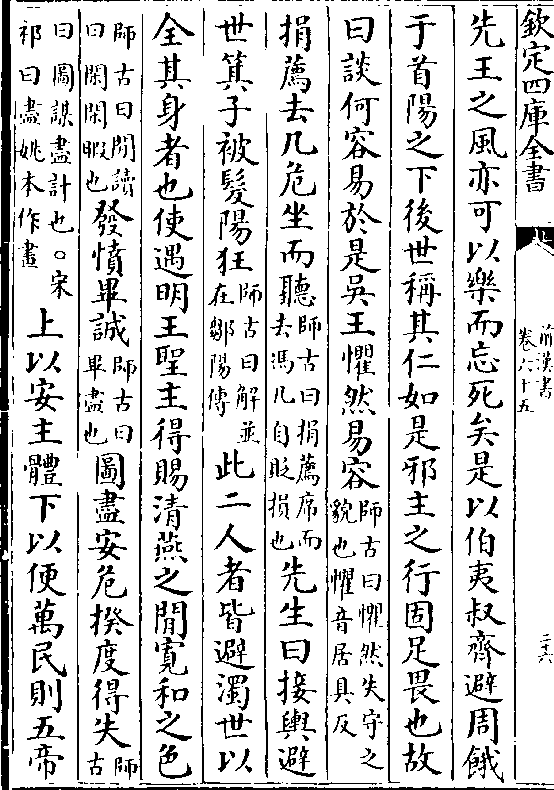 欽定四庫全書
前漢書
卷六十五
二六
先王之風亦可以樂而忘死矣是以伯夷叔齊避周餓
于首陽之下後世稱其仁如是邪主之行固足畏也故
曰談何容易於是吳王懼然易容師古曰懼然失守之貌也懼音居具反
捐薦去几危坐而聽師古曰捐薦席而去馮几自貶損也先生曰接輿避
世箕子被髮陽狂師古曰解並在鄒陽傳此二人者皆避濁世以
全其身者也使遇明王聖主得賜清燕之閒寛和之色
師古曰閒讀曰閑閑暇也發憤畢誠師古曰畢盡也圖盡安危揆度得失師古
曰圖謀盡計也○宋祁曰盡姚本作畫上以安主體下以便萬民則五帝